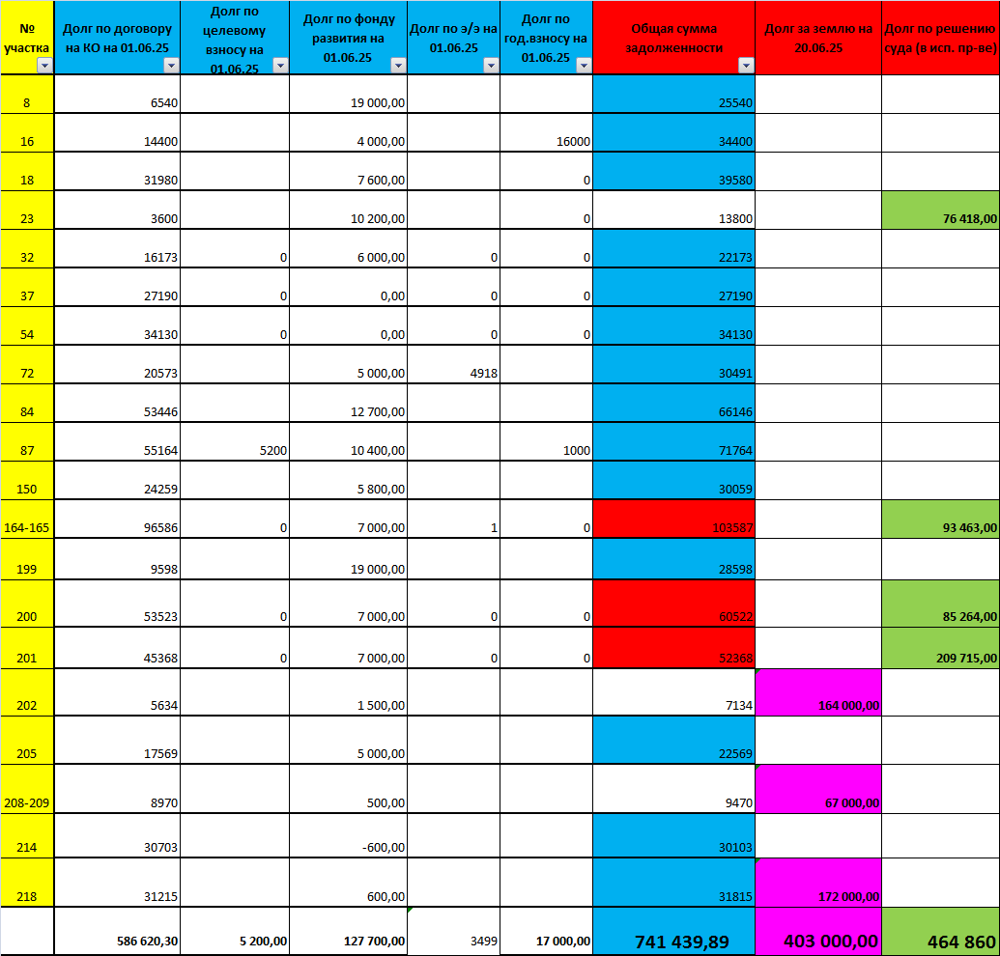 № участка Долг по договору на КО на 01.06.25 Долг по целевому взносу на 01.06.25 Долг по фонду развития на 01.06.25 Долг по э/э на 01.06.25 Долг по год.взносу на 01.06.25 Общая сумма задолженности Долг за землю на 20.06.25 Долг по решению суда (в исп. пр-ве)
8 6540 19 000,00 25540
16 14400 4 000,00 16000 34400
18 31980 7 600,00 0 39580
23 3600 10 200,00 0 13800 76 418,00
32 16173 0 6 000,00 0 0 22173
37 27190 0 0,00 0 0 27190
54 34130 0 0,00 0 0 34130
72 20573 5 000,00 4918 30491
84 53446 12 700,00 66146
87 55164 5200 10 400,00 1000 71764
150 24259 5 800,00 30059
164-165 96586 0 7 000,00 1 0 103587 93 463,00
199 9598 19 000,00 28598
200 53523 0 7 000,00 0 0 60522 85 264,00
201 45368 0 7 000,00 0 0 52368 209 715,00
202 5634 1 500,00 7134 164 000,00
205 17569 5 000,00 22569
208-209 8970 500,00 9470 67 000,00
214 30703 -600,00 30103
218 31215 600,00 31815 172 000,00
586 620,30 5 200,00 127 700,00 3499 17 000,00 741 439,89 403 000,00 464 860